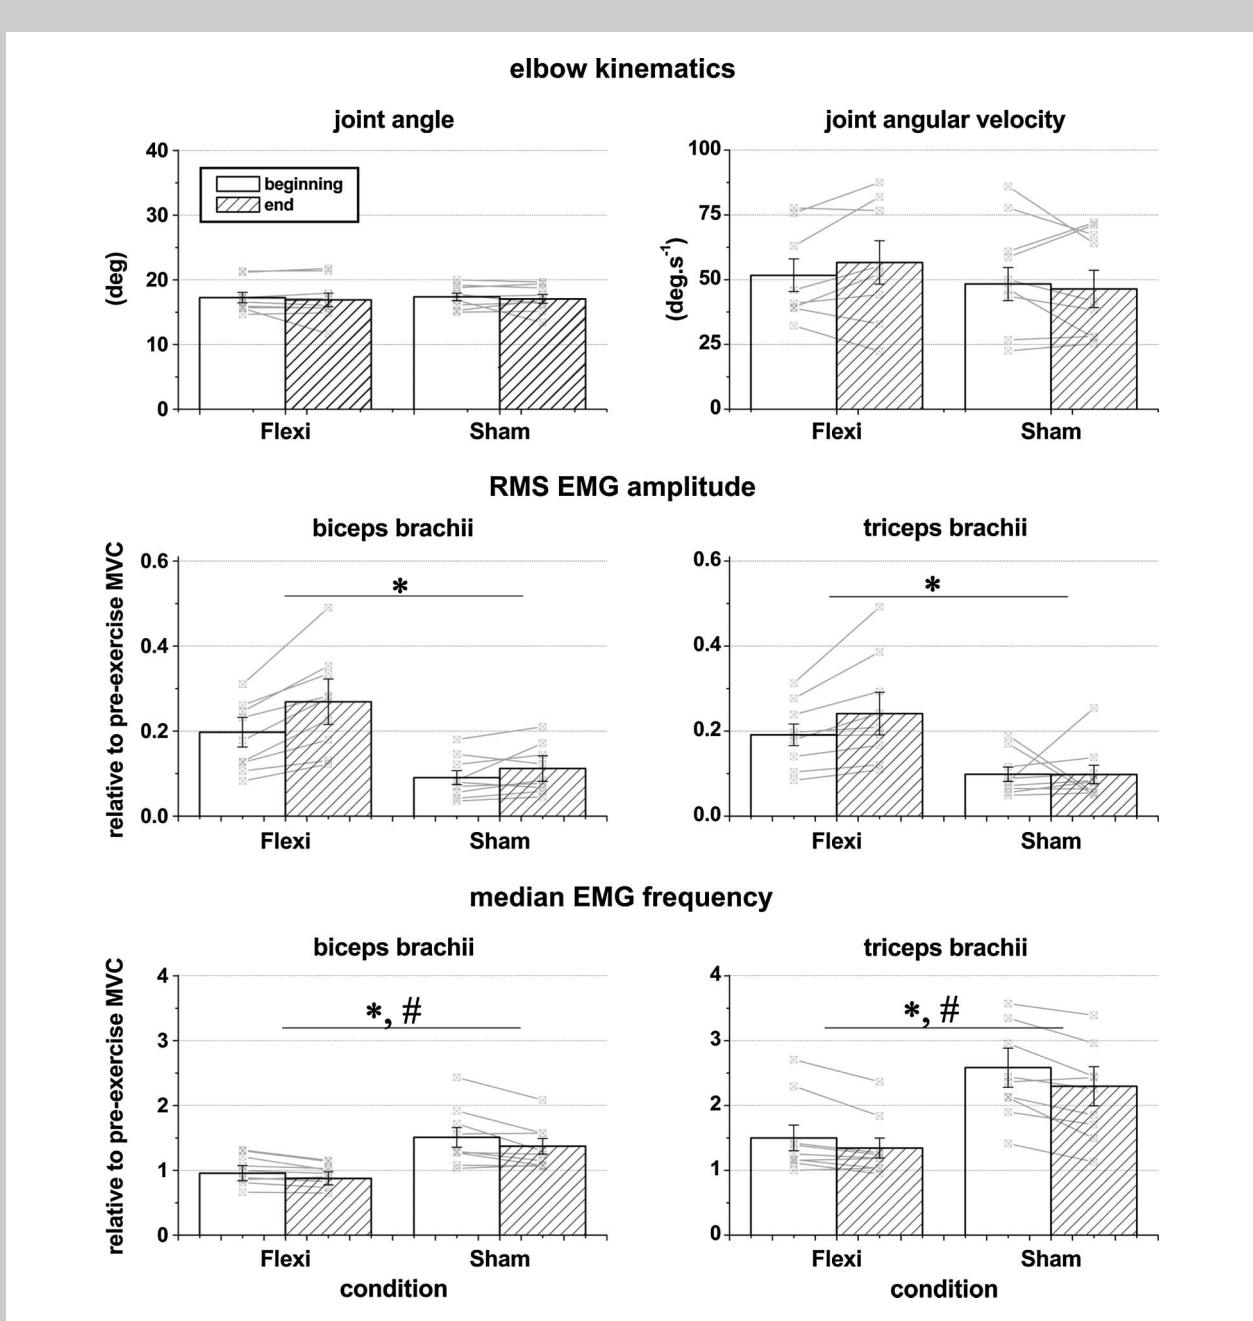 elbow kinematics
joint angle
joint angular velocity
40
30
20
10
0
(deg)
beginning
end
Flexi
Sham
100
75
50
25
0
(deg.s⁻¹)
Flexi
Sham
RMS EMG amplitude
biceps brachii
triceps brachii
relative to pre-exercise MVC
0.6
0.4
0.2
0.0
*
Flexi
Sham
0.6
0.4
0.2
0.0
*
Flexi
Sham
median EMG frequency
biceps brachii
triceps brachii
relative to pre-exercise MVC
4
3
2
1
0
*, #
Flexi
Sham
condition
4
3
2
1
0
*, #
Flexi
Sham
condition